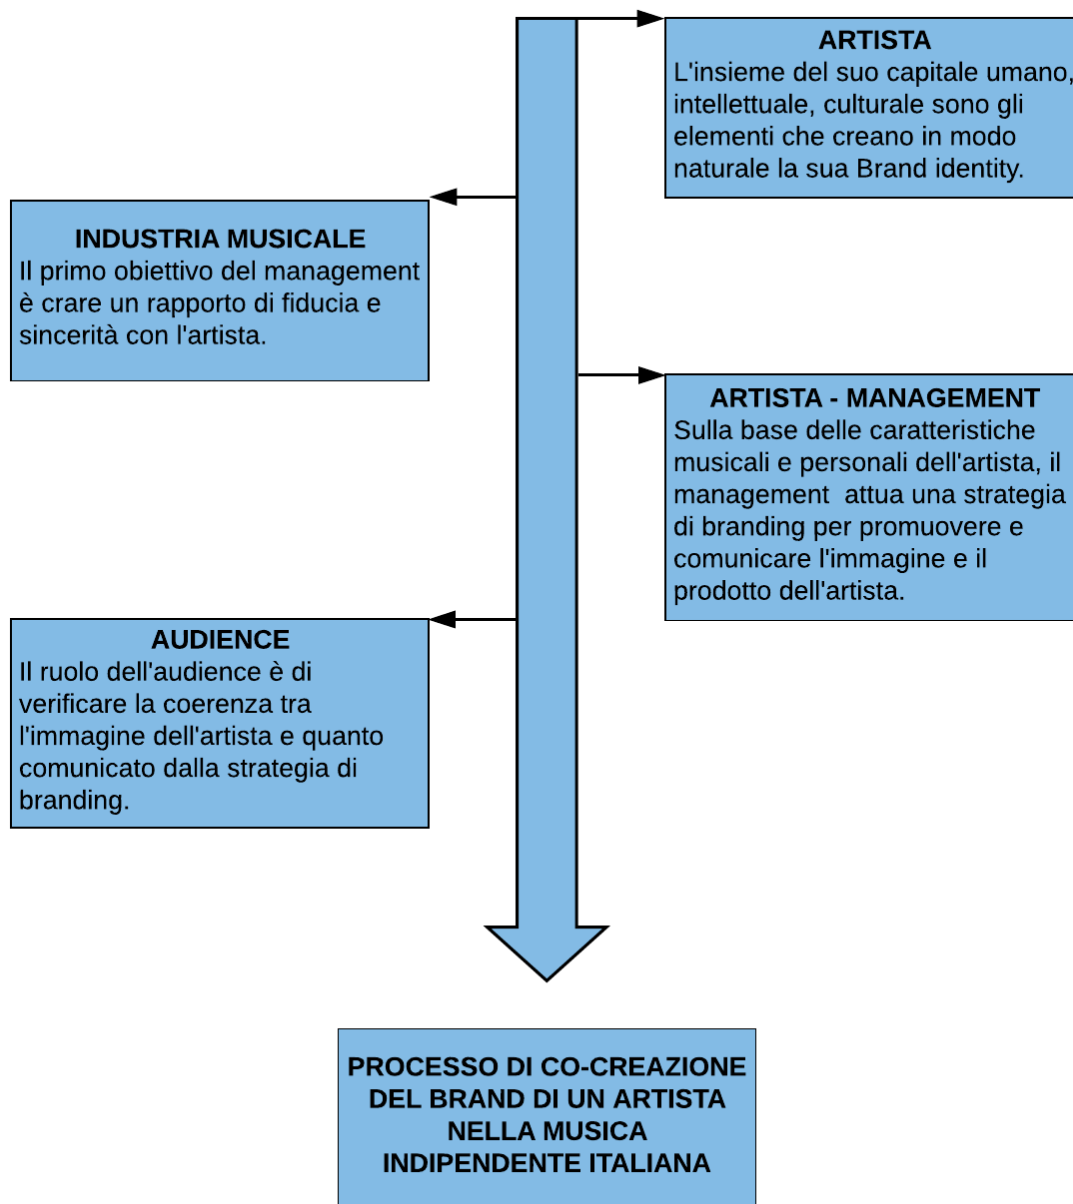 ARTISTA
L'insieme del suo capitale umano,
intellettuale, culturale sono gli
elementi che creano in modo
naturale la sua Brand identity.
INDUSTRIA MUSICALE
Il primo obiettivo del management
è crare un rapporto di fiducia e
sincerità con l'artista.
ARTISTA - MANAGEMENT
Sulla base delle caratteristiche
musicali e personali dell'artista, il
management  attua una strategia
di branding per promuovere e
comunicare l'immagine e il
prodotto dell'artista.
AUDIENCE
Il ruolo dell'audience è di
verificare la coerenza tra
l'immagine dell'artista e quanto
comunicato dalla strategia di
branding.
PROCESSO DI CO-CREAZIONE
DEL BRAND DI UN ARTISTA
NELLA MUSICA
INDIPENDENTE ITALIANA